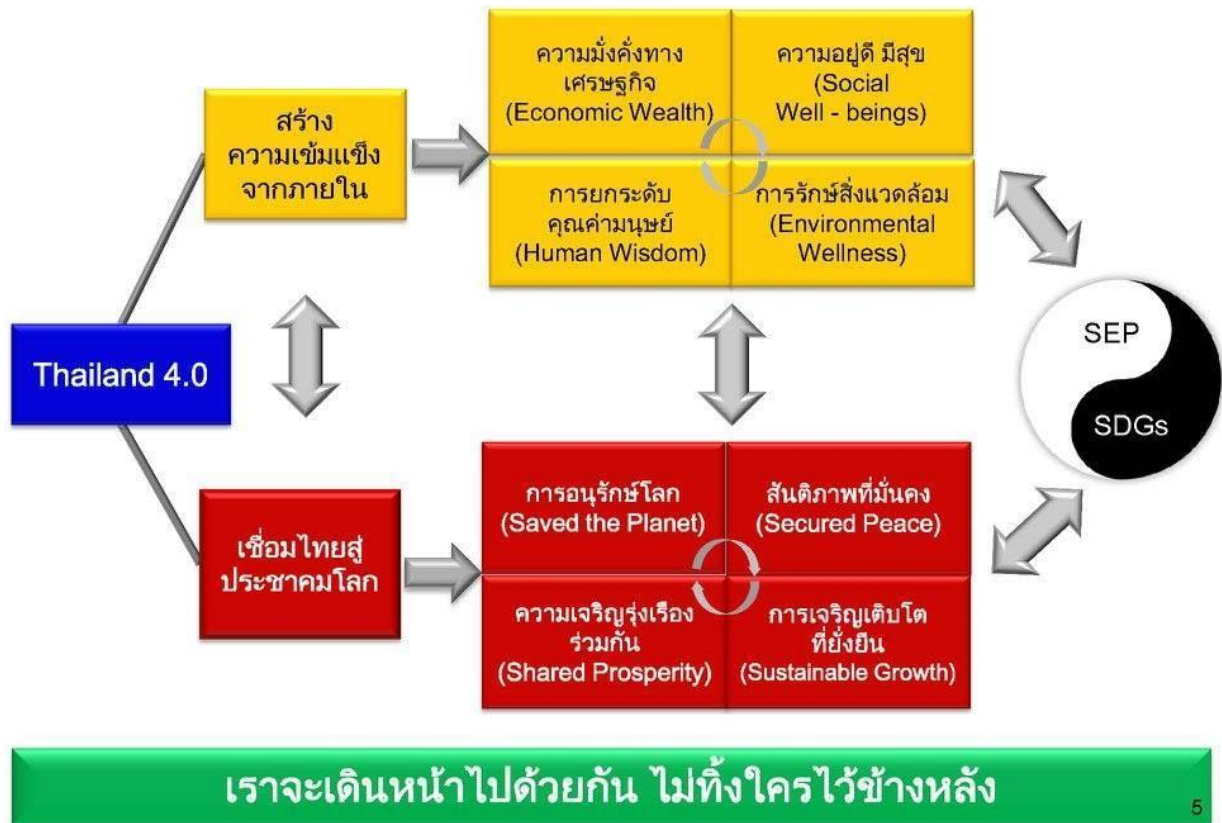 ความมั่งคั่งทาง
เศรษฐกิจ
(Economic Wealth)
ความอยู่ดี มีสุข
(Social
Well - beings)
สร้าง
ความเข้มแข็ง
จากภายใน
การยกระดับ
คุณค่ามนุษย์
(Human Wisdom)
การรักษ์สิ่งแวดล้อม
(Environmental
Wellness)
Thailand 4.0
SEP
SDGs
เชื่อมไทยสู่
ประชาคมโลก
การอนุรักษ์โลก
(Saved the Planet)
สันติภาพที่มั่นคง
(Secured Peace)
ความเจริญรุ่งเรือง
ร่วมกัน
(Shared Prosperity)
การเจริญเติบโต
ที่ยั่งยืน
(Sustainable Growth)
เราจะเดินหน้าไปด้วยกัน ไม่ทิ้งใครไว้ข้างหลัง
5